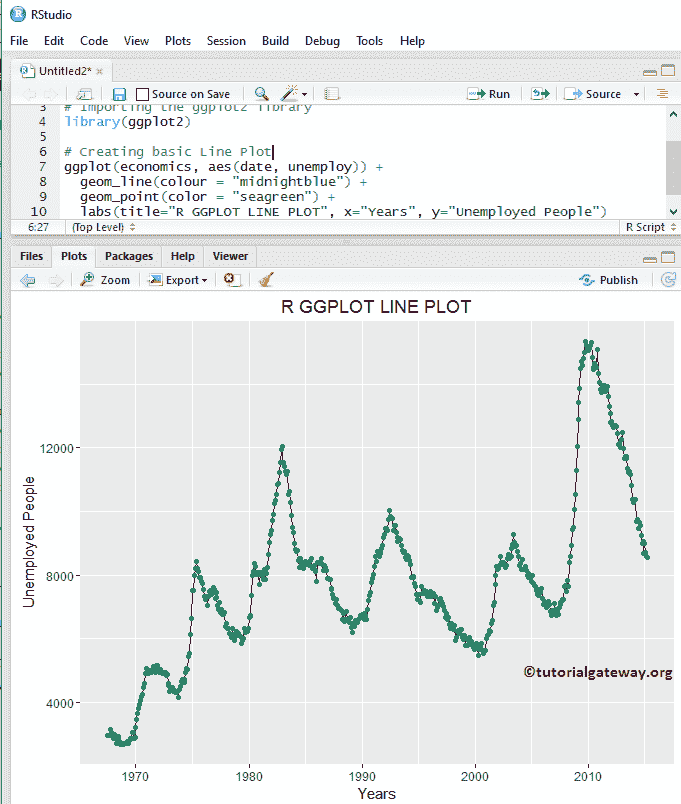 RStudio
File Edit Code View Plots Session Build Debug Tools Help
Untitled2*
Source on Save Run Source
3 # Importing the ggplot2 library
4 library(ggplot2)
5
6 # Creating basic Line Plot
7 ggplot(economics, aes(date, unemploy)) +
8 geom_line(colour = "midnightblue") +
9 geom_point(color = "seagreen") +
10 labs(title="R GGPLOT LINE PLOT", x="Years", y="Unemployed People")
6:27 (Top Level) R Script
Files Plots Packages Help Viewer
Zoom Export Publish
R GGPLOT LINE PLOT
12000
8000
4000
Unemployed People
©tutorialgateway.org
1970 1980 1990 2000 2010
Years